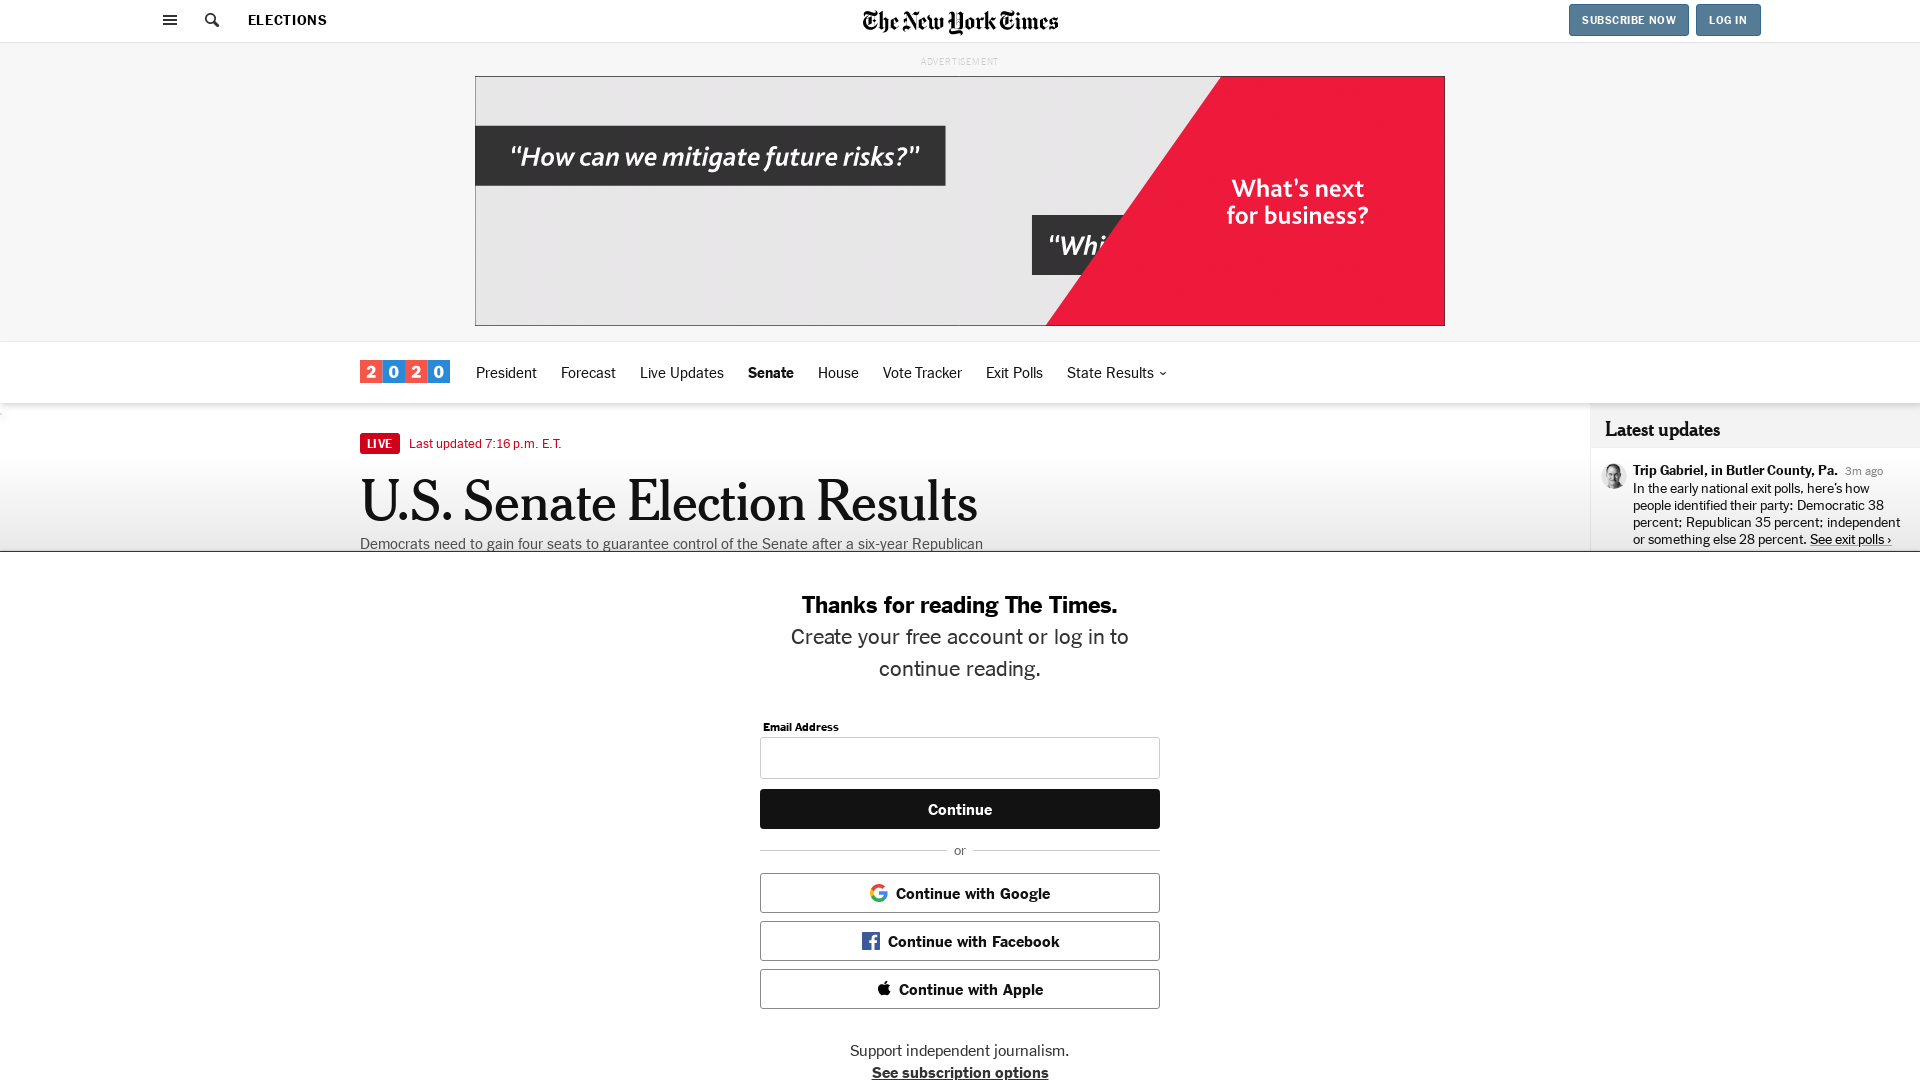 ELECTIONS
The New York Times
SUBSCRIBE NOW
LOG IN
ADVERTISEMENT
“How can we mitigate future risks?”
What’s next
for business?
“Whi
2020
President
Forecast
Live Updates
Senate
House
Vote Tracker
Exit Polls
State Results
LIVE
Last updated 7:16 p.m. E.T.
U.S. Senate Election Results
Democrats need to gain four seats to guarantee control of the Senate after a six-year Republican
Latest updates
Trip Gabriel, in Butler County, Pa. 3m ago
In the early national exit polls, here’s how
people identified their party: Democratic 38
percent; Republican 35 percent; independent
or something else 28 percent. See exit polls ›
Thanks for reading The Times.
Create your free account or log in to
continue reading.
Email Address
Continue
or
Continue with Google
Continue with Facebook
Continue with Apple
Support independent journalism.
See subscription options